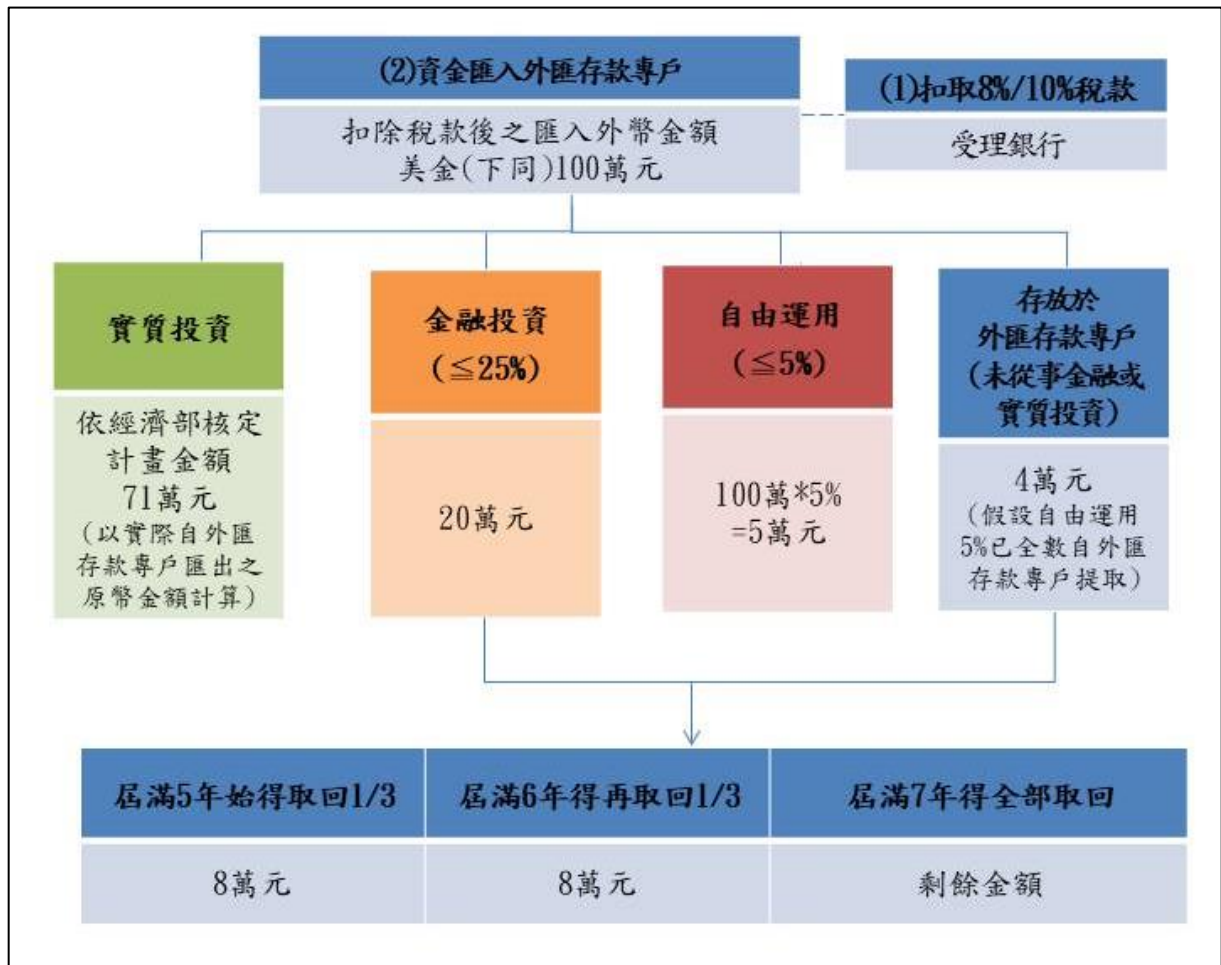 (2)資金匯入外匯存款專戶
扣除稅款後之匯入外幣金額
美金(下同)100萬元
(1)扣取8%/10%稅款
受理銀行
實質投資
依經濟部核定
計畫金額
71萬元
(以實際自外匯
存款專戶匯出之
原幣金額計算)
金融投資
(≦25%)
20萬元
自由運用
(≦5%)
100萬*5%
=5萬元
存放於
外匯存款專戶
(未從事金融或
實質投資)
4萬元
(假設自由運用
5%已全數自外匯
存款專戶提取)
屆滿5年始得取回1/3
屆滿6年得再取回1/3
屆滿7年得全部取回
8萬元
8萬元
剩餘金額